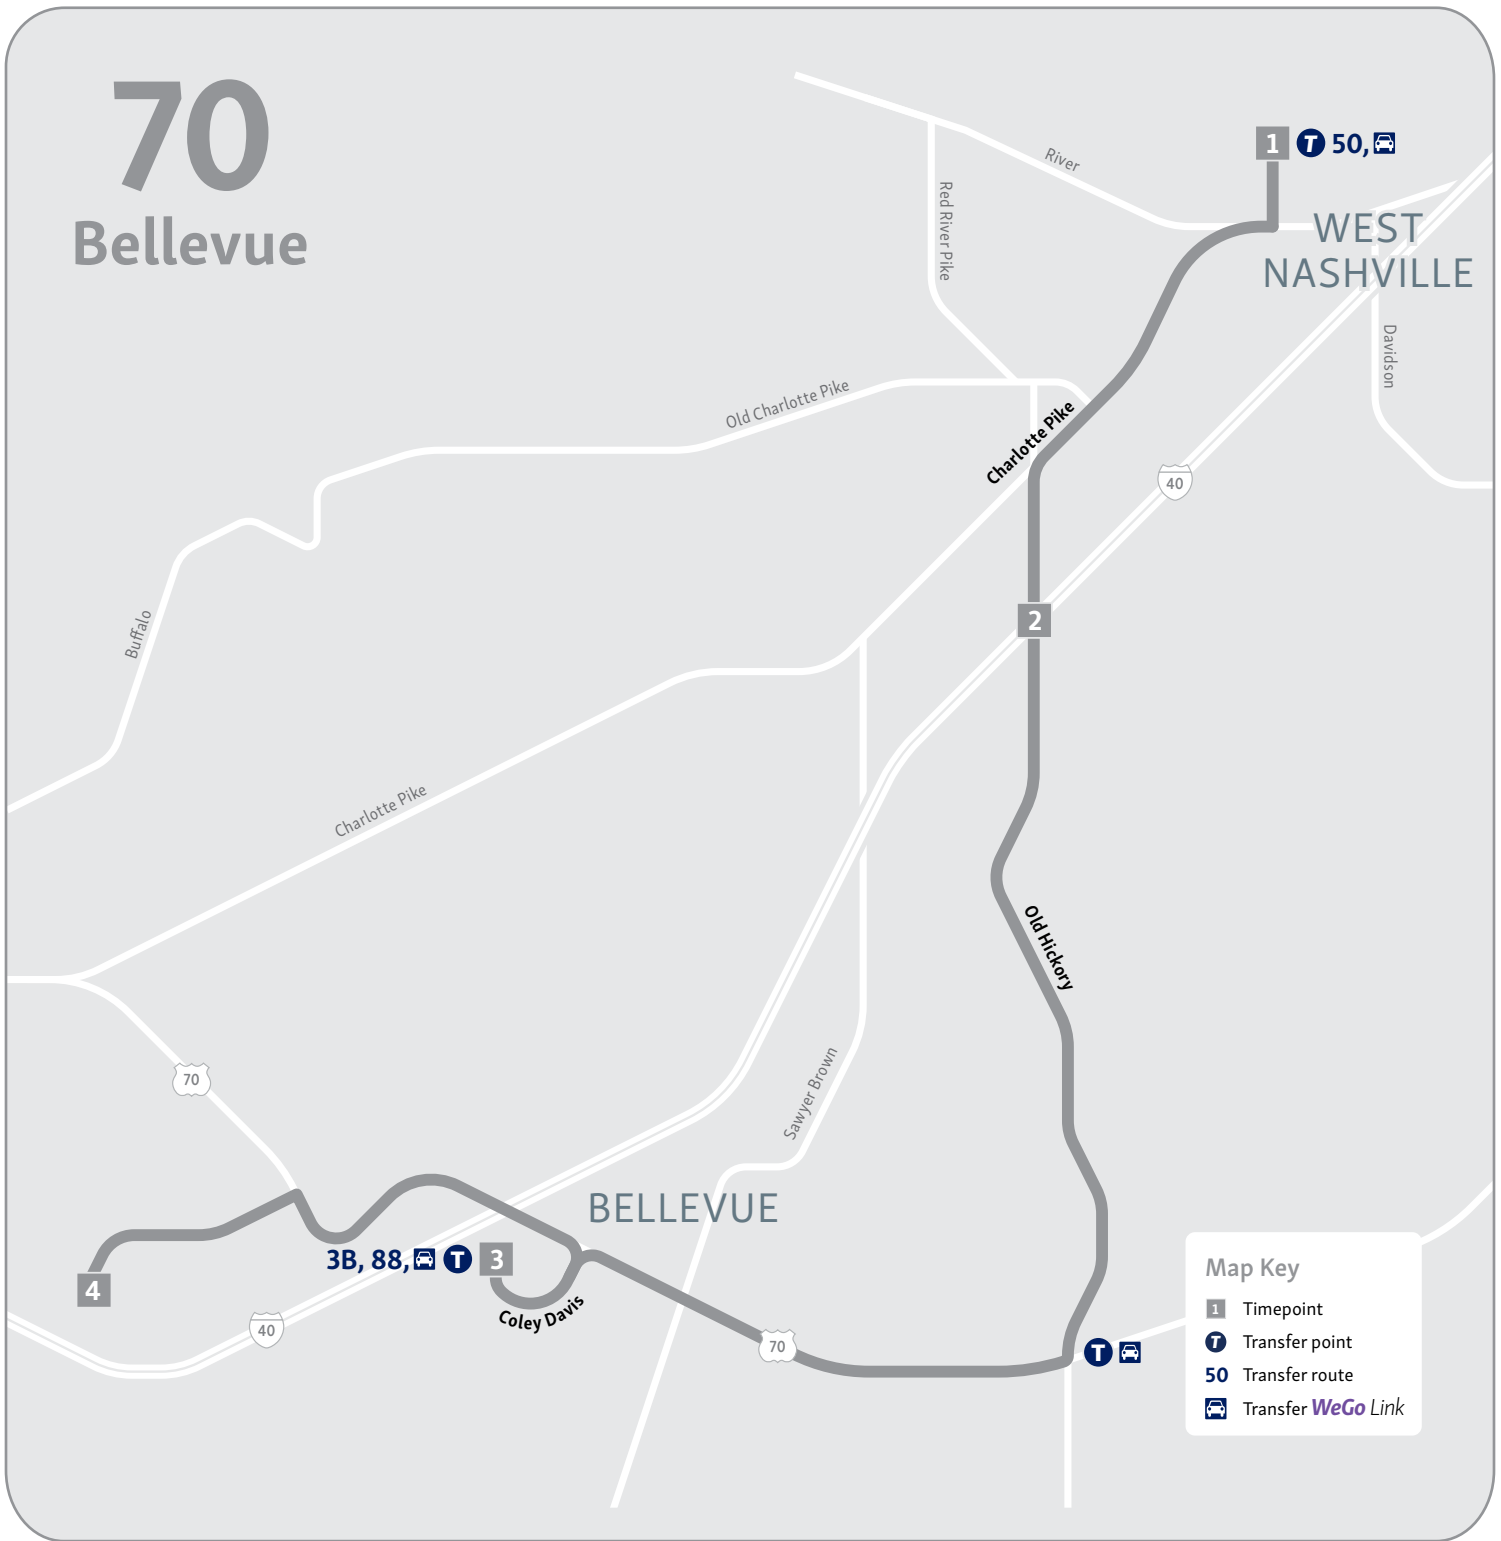 70
Bellevue
1 T 50,
River
Red River Pike
WEST
NASHVILLE
Davidson
Old Charlotte Pike
Charlotte Pike
40
2
Buffalo
Charlotte Pike
Old Hickory
Sawyer Brown
70
BELLEVUE
3B, 88, T 3
4
Coley Davis
40
70
T
Map Key
1 Timepoint
T Transfer point
50 Transfer route
Transfer WeGo Link